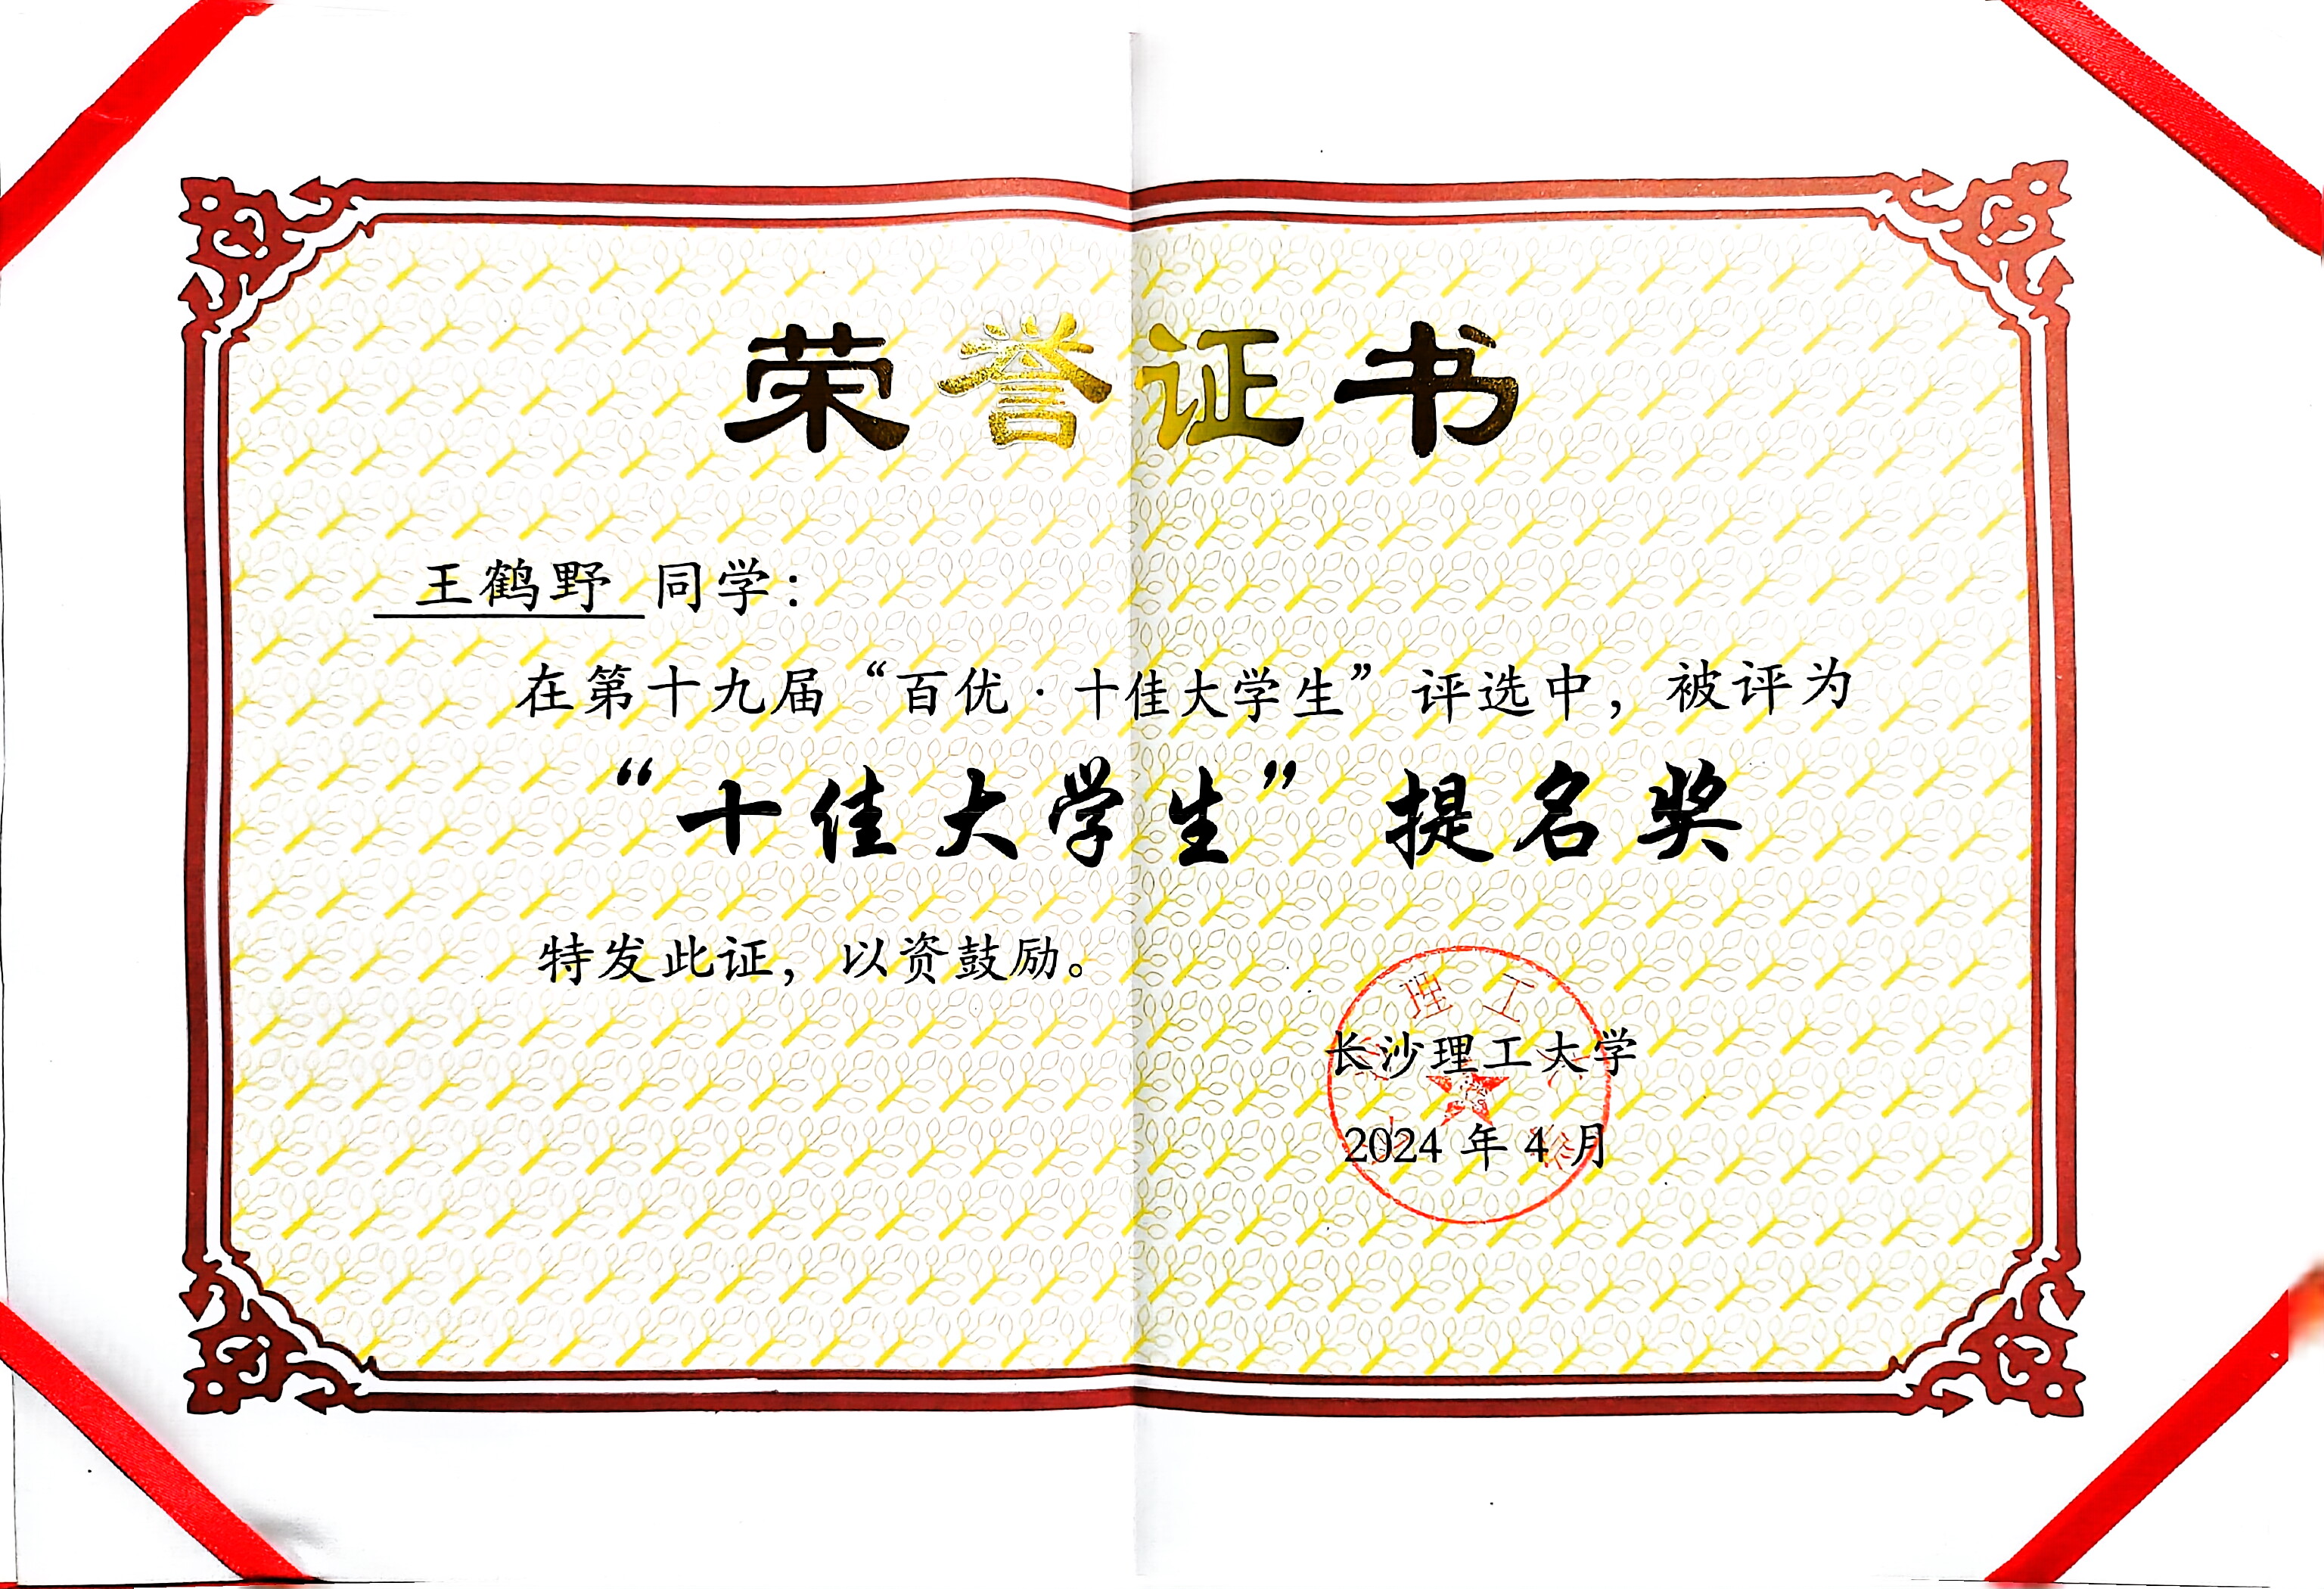 荣誉证书
王鹤野 同学：
在第十九届“百优·十佳大学生”评选中，被评为
“十佳大学生”提名奖
特发此证，以资鼓励。
理工
长沙理工大学
2024 年 4 月